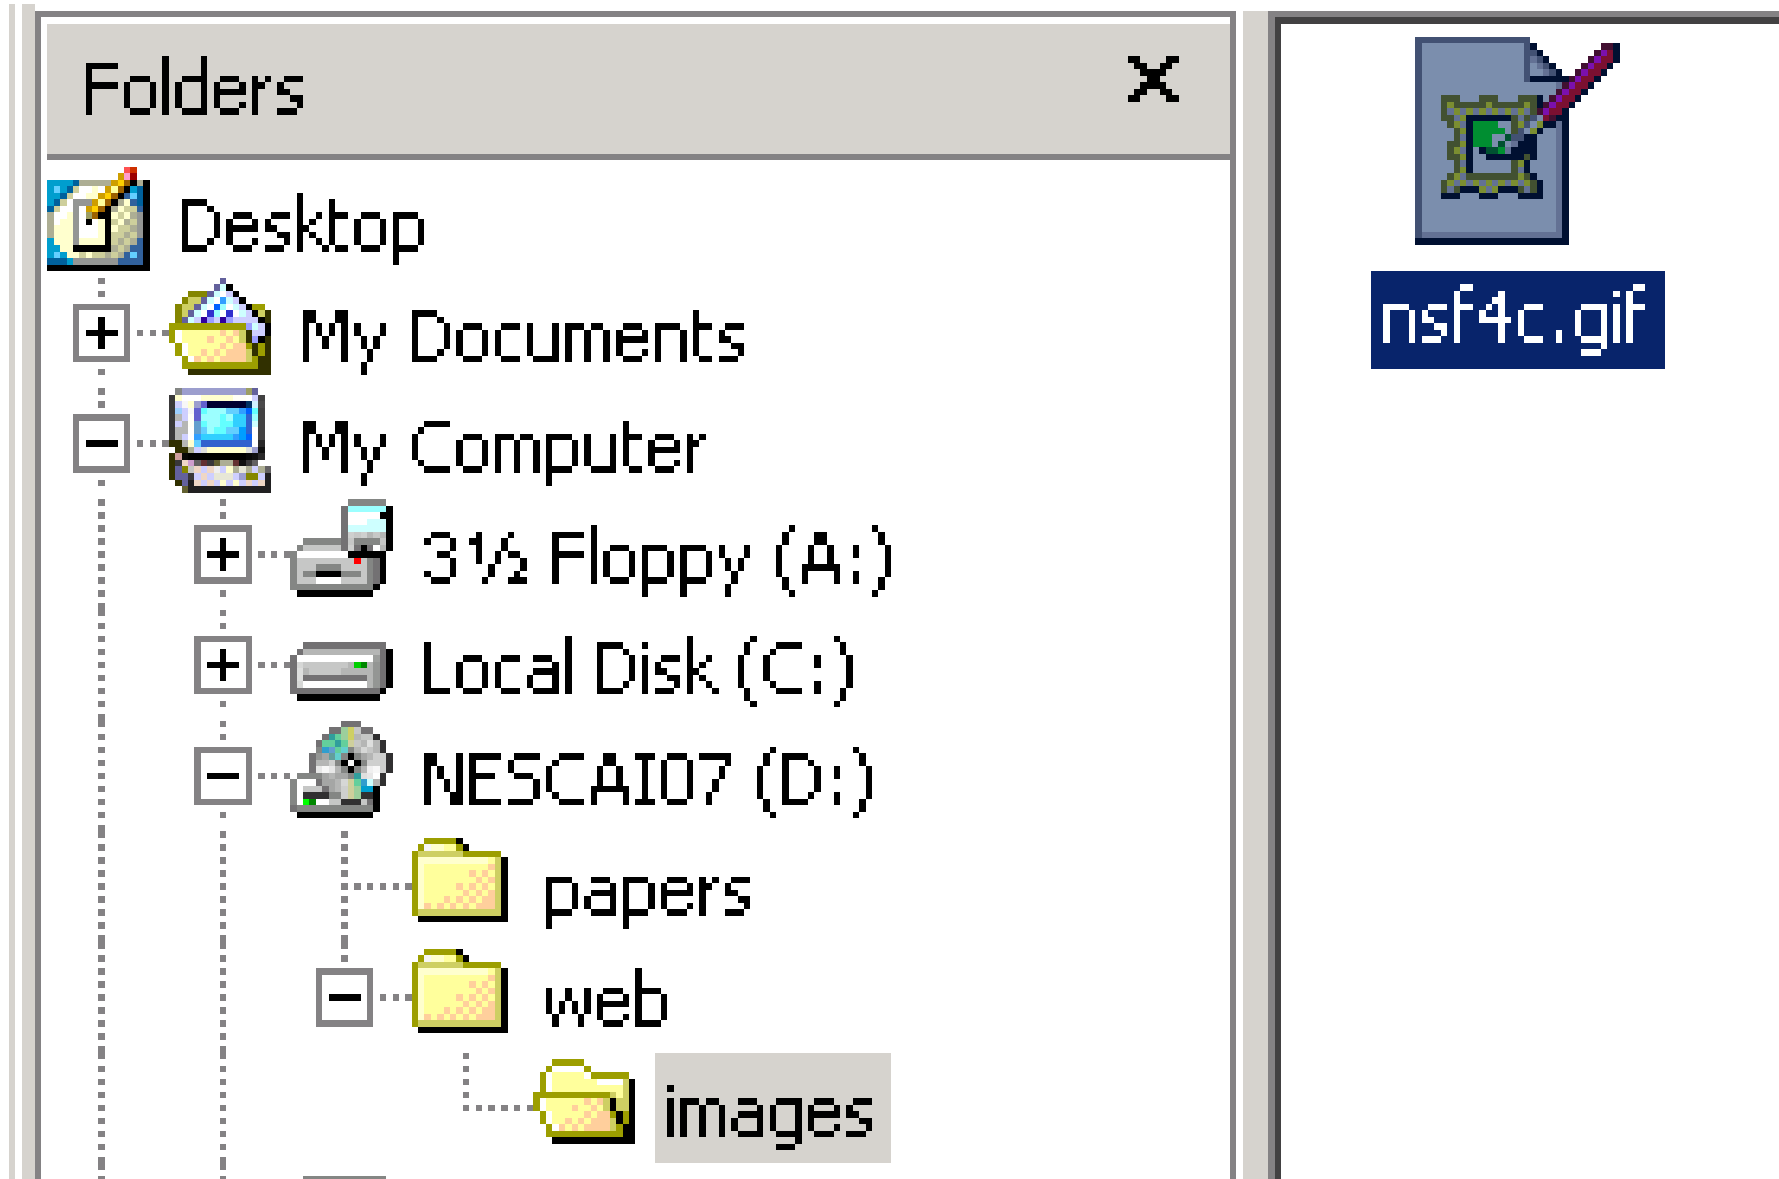 Folders
Desktop
My Documents
My Computer
3½ Floppy (A:)
Local Disk (C:)
NESCAI07 (D:)
papers
web
images
nsf4c.gif